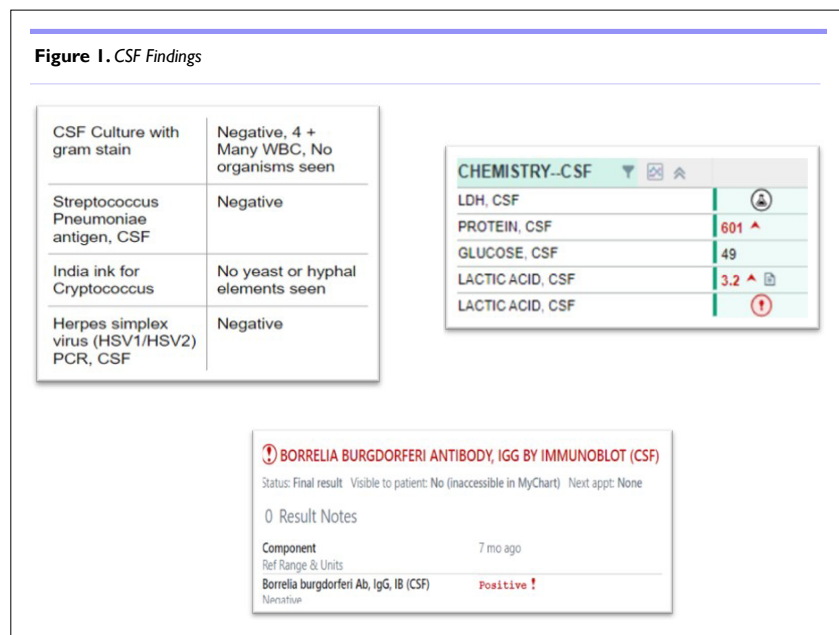 Figure 1. CSF Findings
CSF Culture with
gram stain
Negative, 4 +
Many WBC, No
organisms seen
Streptococcus
Pneumoniae
antigen, CSF
Negative
India ink for
Cryptococcus
No yeast or hyphal
elements seen
Herpes simplex
virus (HSV1/HSV2)
PCR, CSF
Negative
CHEMISTRY--CSF
LDH, CSF
PROTEIN, CSF 601
GLUCOSE, CSF 49
LACTIC ACID, CSF 3.2
LACTIC ACID, CSF
BORRELIA BURGDORFERI ANTIBODY, IGG BY IMMUNOBLOT (CSF)
Status: Final result Visible to patient: No (inaccessible in MyChart) Next appt: None
0 Result Notes
Component 7 mo ago
Ref Range & Units
Borrelia burgdorferi Ab, IgG, IB (CSF) Positive !
Negative